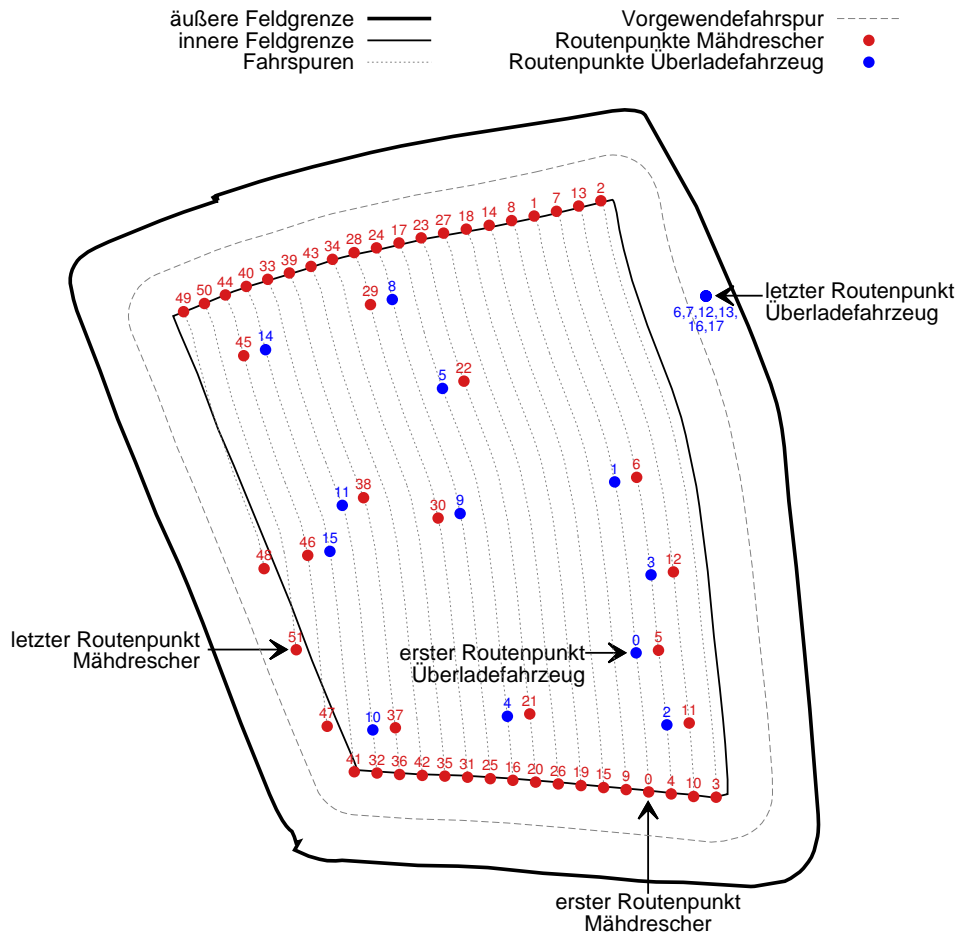 äußere Feldgrenze
innere Feldgrenze
Fahrspuren
Vorgewendefahrspur
Routenpunkte Mähdrescher
Routenpunkte Überladefahrzeug
49 50 44 40 33 39 43 34 28 24 17 23 27 18 14 8 1 7 13 2
29 8
letzter Routenpunkt
Überladefahrzeug
6,7,12,13,
16,17
45 14
5 22
11 38
1 6
30 9
48 46 15
3 12
letzter Routenpunkt
Mähdrescher
51
erster Routenpunkt
Überladefahrzeug
0 5
47 10 37
4 21
2 11
41 32 36 42 35 31 25 16 20 26 19 15 9 0 4 10 3
erster Routenpunkt
Mähdrescher